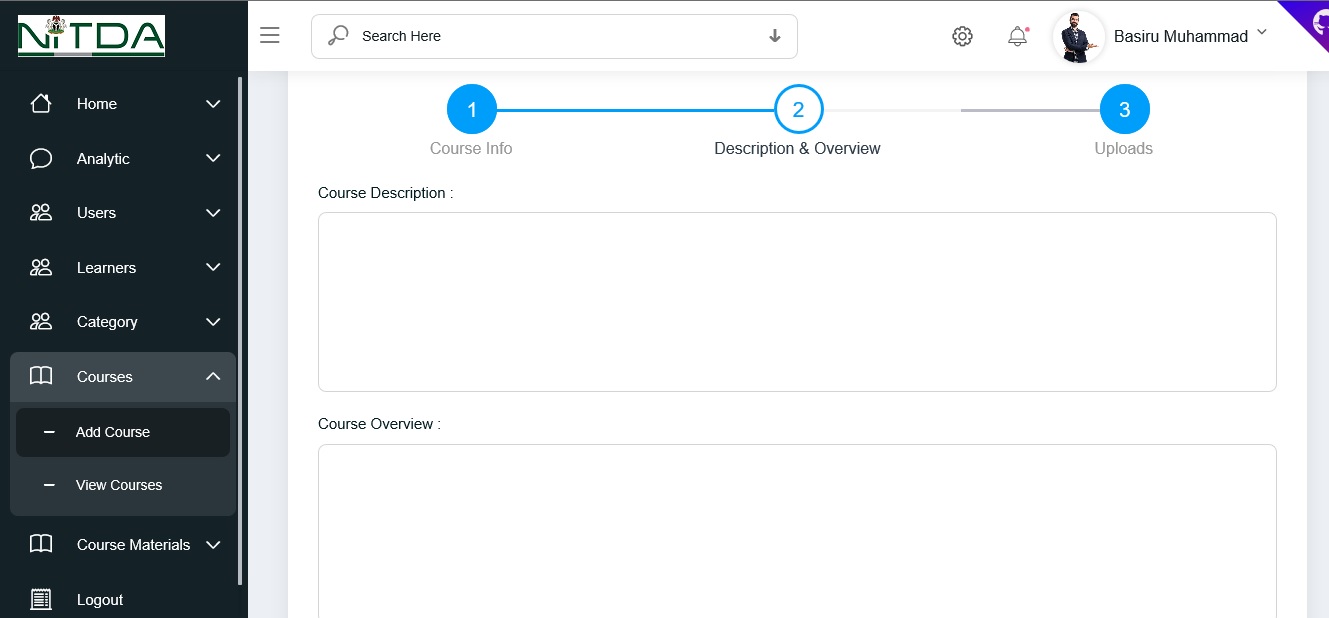 NiTDA
Search Here
Basiru Muhammad
Home
Analytic
Users
Learners
Category
Courses
Add Course
View Courses
Course Materials
Logout
1
2
3
Course Info
Description & Overview
Uploads
Course Description :
Course Overview :